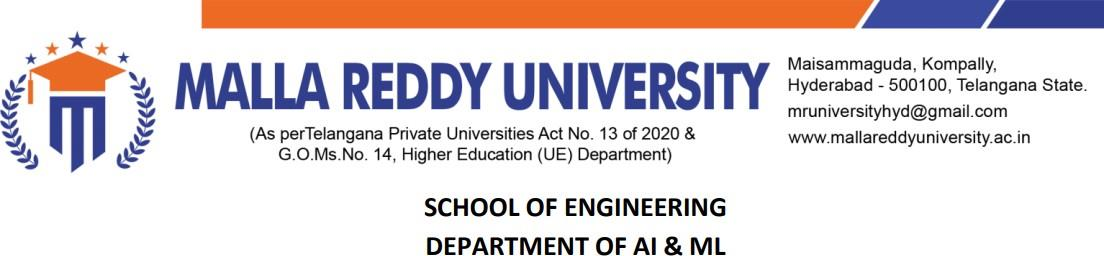 MALLA REDDY UNIVERSITY
(As perTelangana Private Universities Act No. 13 of 2020 &
G.O.Ms.No. 14, Higher Education (UE) Department)
Maisammaguda, Kompally,
Hyderabad - 500100, Telangana State.
mruniversityhyd@gmail.com
www.mallareddyuniversity.ac.in
SCHOOL OF ENGINEERING
DEPARTMENT OF AI & ML